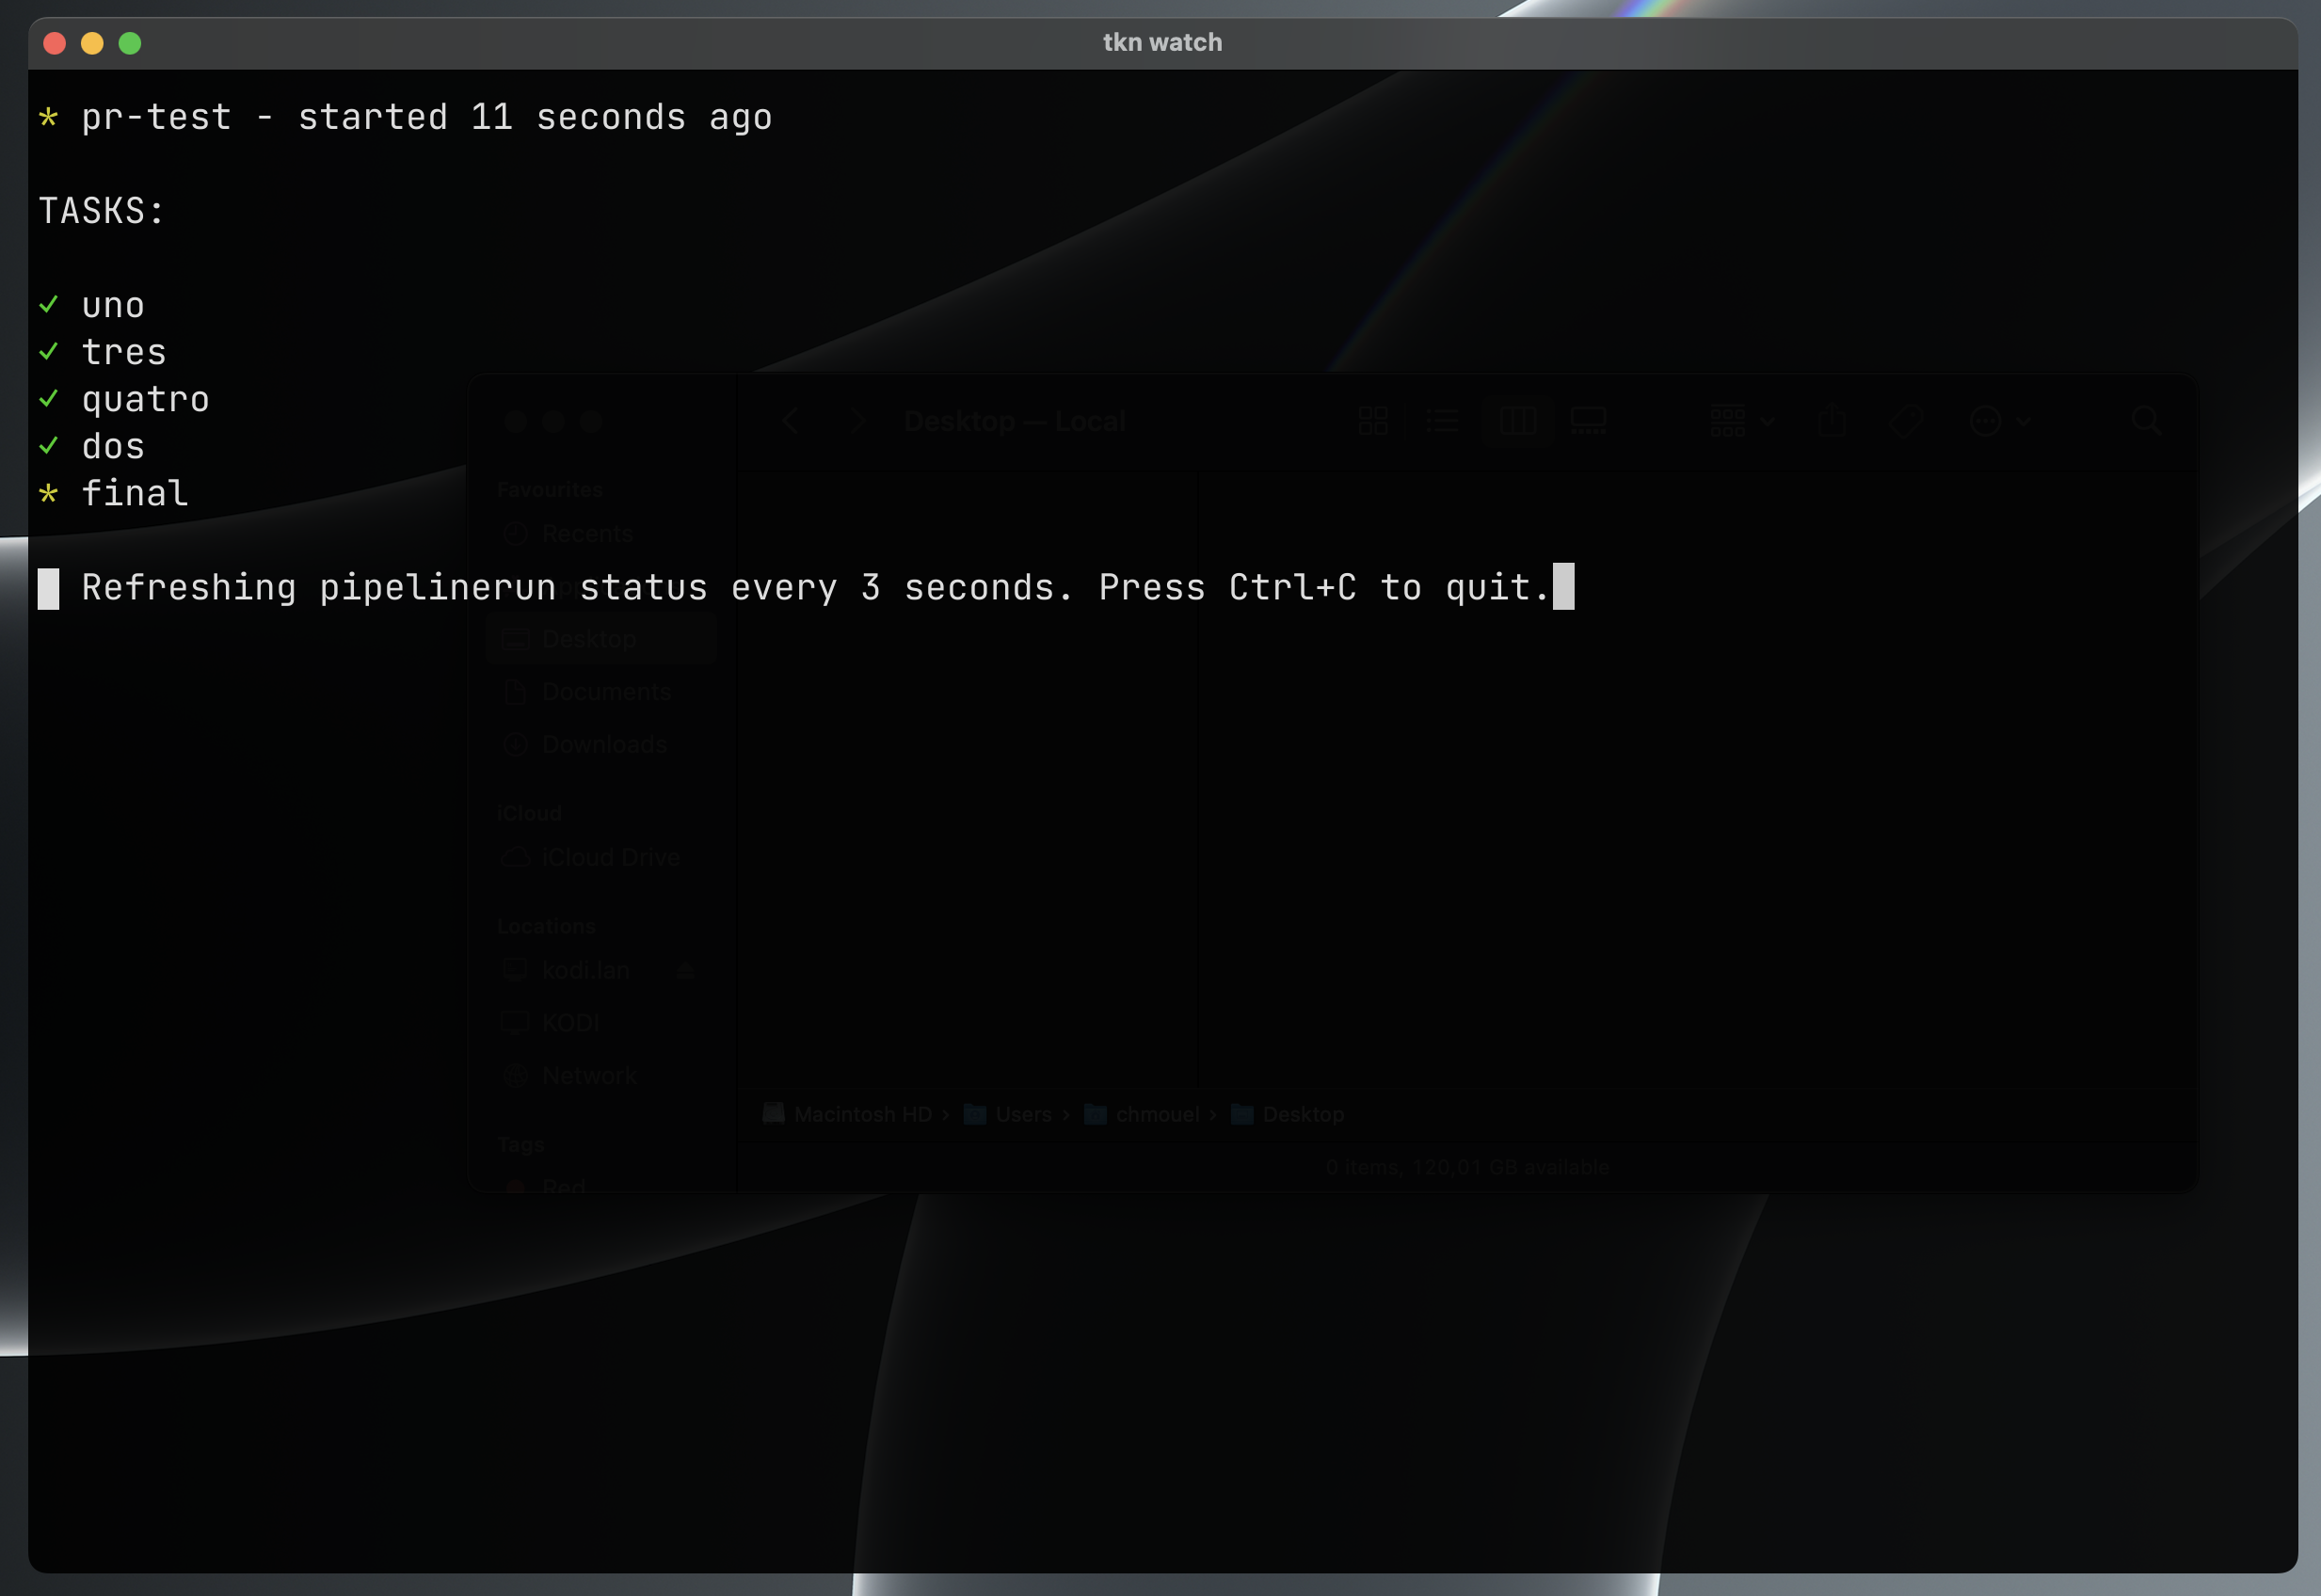 tkn watch
* pr-test - started 11 seconds ago
TASKS:
✓ uno
✓ tres
✓ quatro
✓ dos
* final
Refreshing pipelinerun status every 3 seconds. Press Ctrl+C to quit.
Desktop — Local
Favourites
Recents
Desktop
Documents
Downloads
iCloud
iCloud Drive
Locations
kodi.lan
KODI
Network
Macintosh HD › Users › chmouel › Desktop
Tags
0 items, 120,01 GB available
Red